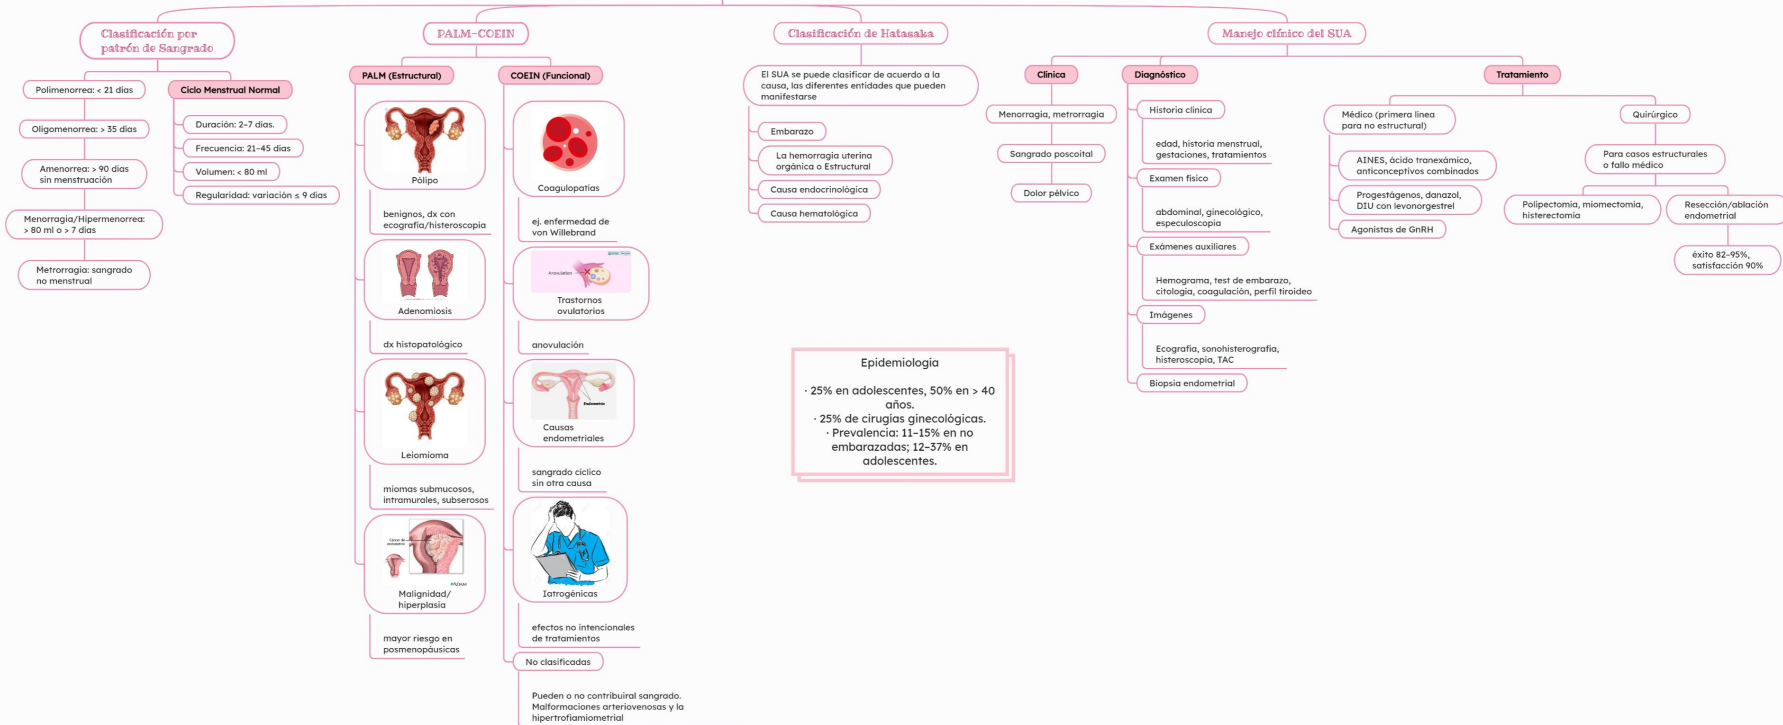 Clasificación por
patrón de Sangrado
Polimenorrea: < 21 días
Oligomenorrea: > 35 días
Amenorrea: > 90 días
sin menstruación
Menorragia/Hipermenorrea:
> 80 ml o > 7 días
Metrorragia: sangrado
no menstrual
Ciclo Menstrual Normal
Duración: 2–7 días.
Frecuencia: 21–45 días
Volumen: < 80 ml
Regularidad: variación ≤ 9 días
PALM-COEIN
PALM (Estructural)
Pólipo
benignos, dx con
ecografía/histeroscopia
Adenomiosis
dx histopatológico
Leiomioma
miomas submucosos,
intramurales, subserosos
Malignidad/
hiperplasia
mayor riesgo en
posmenopáusicas
COEIN (Funcional)
Coagulopatías
ej. enfermedad de
von Willebrand
Anovulation
Trastornos
ovulatorios
anovulación
Endometrio
Causas
endometriales
sangrado cíclico
sin otra causa
Iatrogénicas
efectos no intencionales
de tratamientos
No clasificadas
Pueden o no contribuiral sangrado.
Malformaciones arteriovenosas y la
hipertrofiamiometrial
Clasificación de Hatasaka
El SUA se puede clasificar de acuerdo a la
causa, las diferentes entidades que pueden
manifestarse
Embarazo
La hemorragia uterina
orgánica o Estructural
Causa endocrinológica
Causa hematológica
Epidemiología
· 25% en adolescentes, 50% en > 40
años.
· 25% de cirugías ginecológicas.
· Prevalencia: 11–15% en no
embarazadas; 12–37% en
adolescentes.
Manejo clínico del SUA
Clínica
Menorragia, metrorragia
Sangrado poscoital
Dolor pélvico
Diagnóstico
Historia clínica
edad, historia menstrual,
gestaciones, tratamientos
Examen físico
abdominal, ginecológico,
especuloscopia
Exámenes auxiliares
Hemograma, test de embarazo,
citología, coagulación, perfil tiroideo
Imágenes
Ecografía, sonohisterografía,
histeroscopia, TAC
Biopsia endometrial
Tratamiento
Médico (primera línea
para no estructural)
AINES, ácido tranexámico,
anticonceptivos combinados
Progestágenos, danazol,
DIU con levonorgestrel
Agonistas de GnRH
Quirúrgico
Para casos estructurales
o fallo médico
Polipectomía, miomectomía,
histerectomía
Resección/ablación
endometrial
éxito 82–95%,
satisfacción 90%